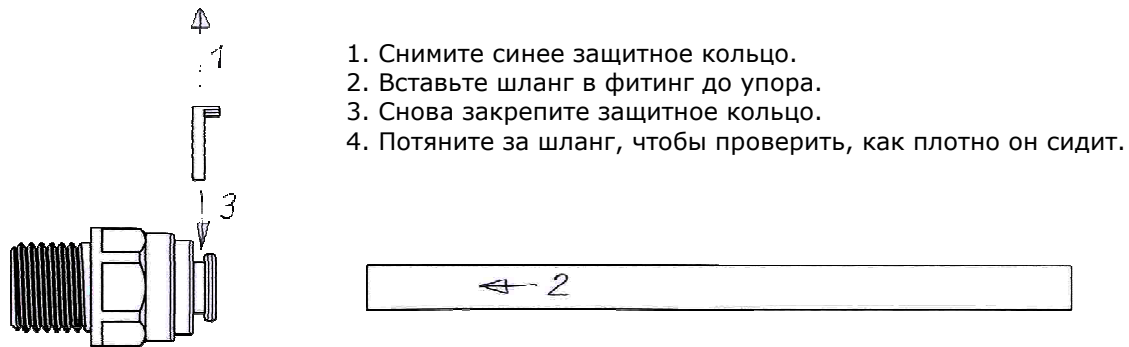 1
1. Снимите синее защитное кольцо.
2. Вставьте шланг в фитинг до упора.
3. Снова закрепите защитное кольцо.
4. Потяните за шланг, чтобы проверить, как плотно он сидит.
3
2